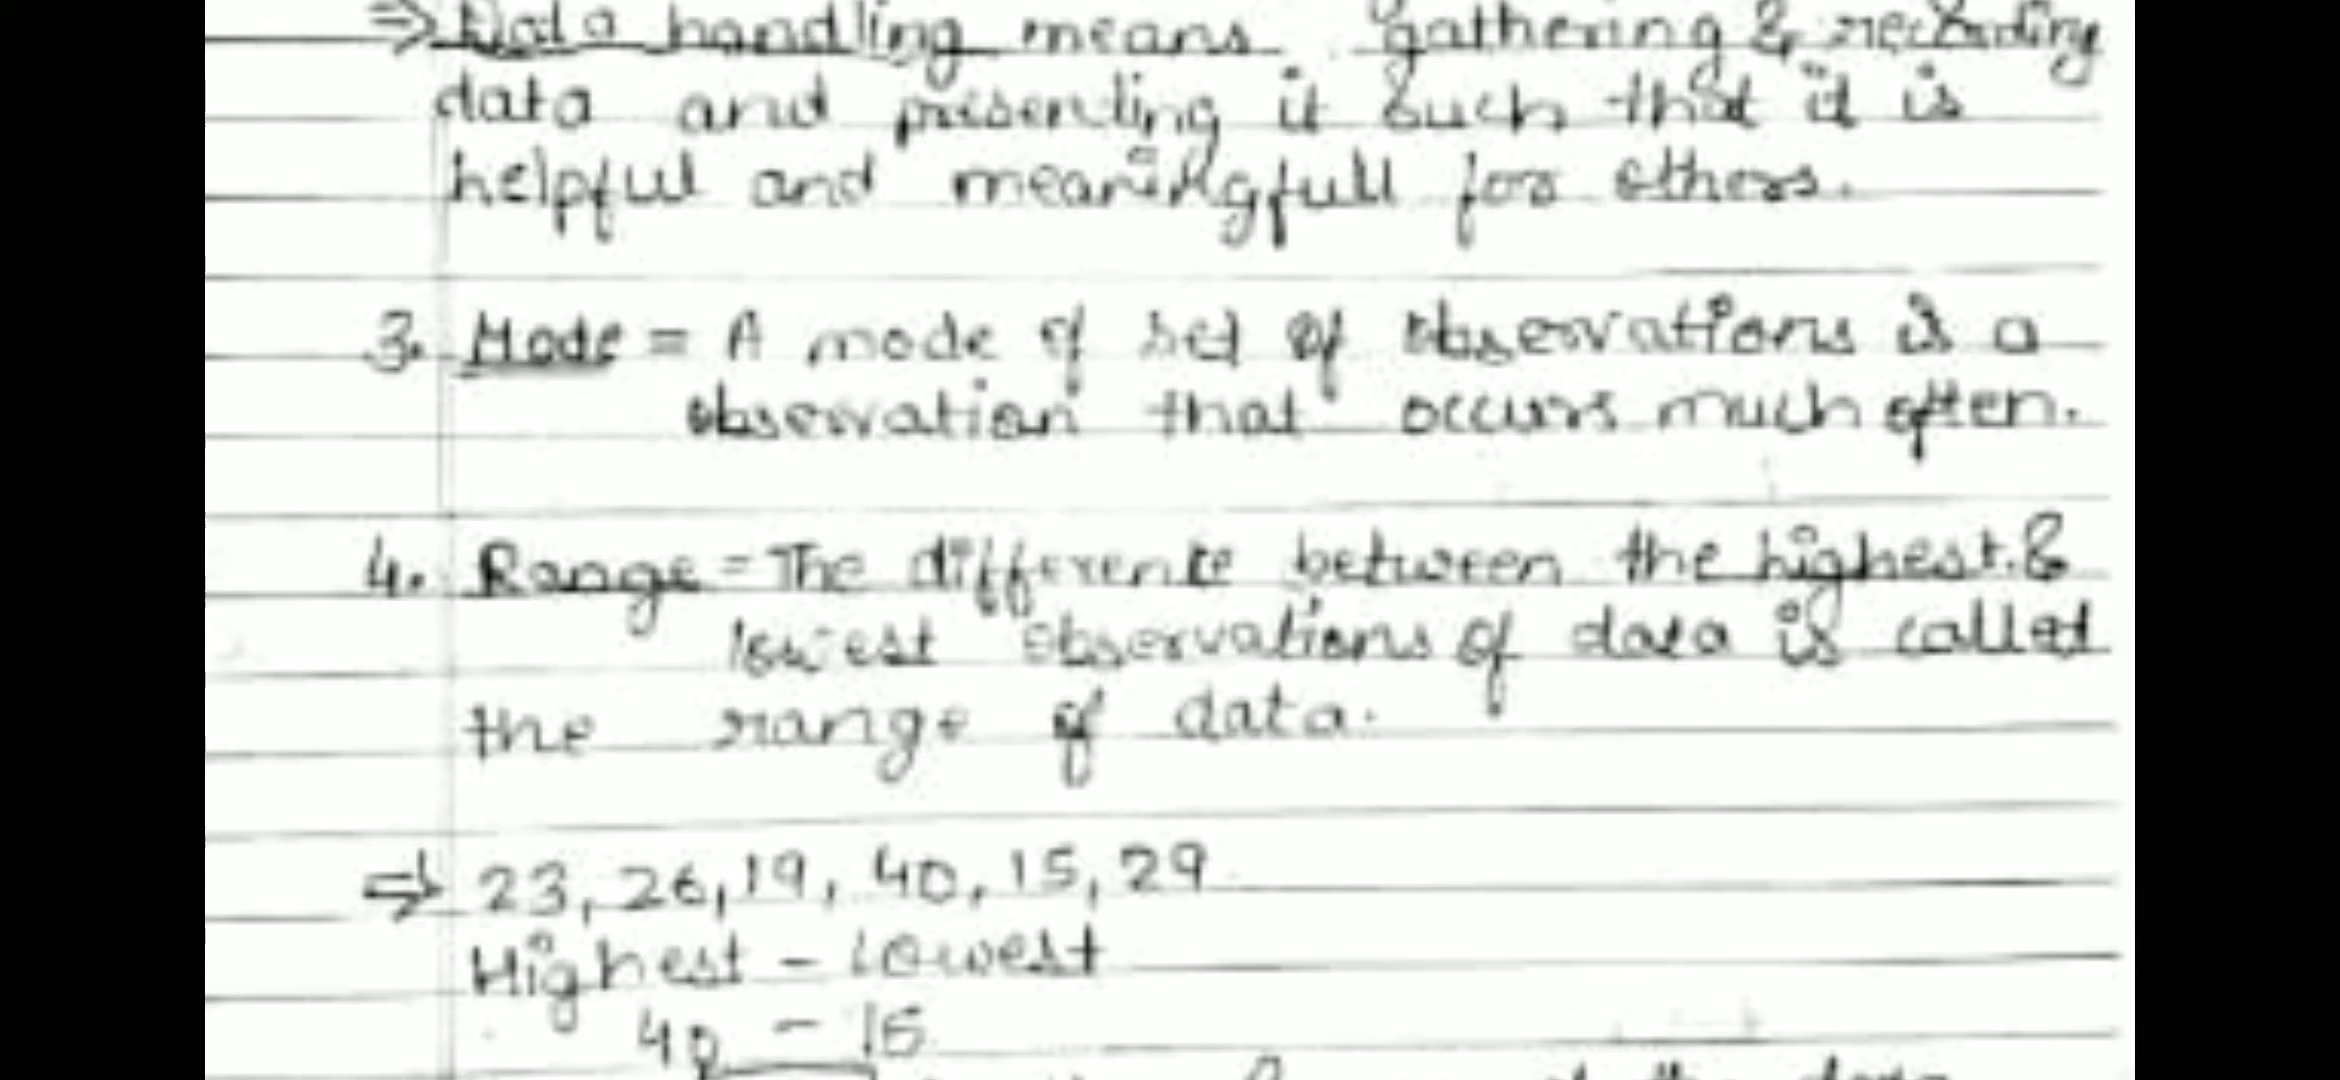 ⇒ Data handling means gathering & recording
data and presenting it such that it is
helpful and meaningfull for others.
3. Mode = A mode of set of observations is a
observation that occurs much often.
4. Range = The difference between the highest &
lowest observations of data is called
the range of data.
⇒ 23, 26, 19, 40, 15, 29
Highest - lowest
40 - 15